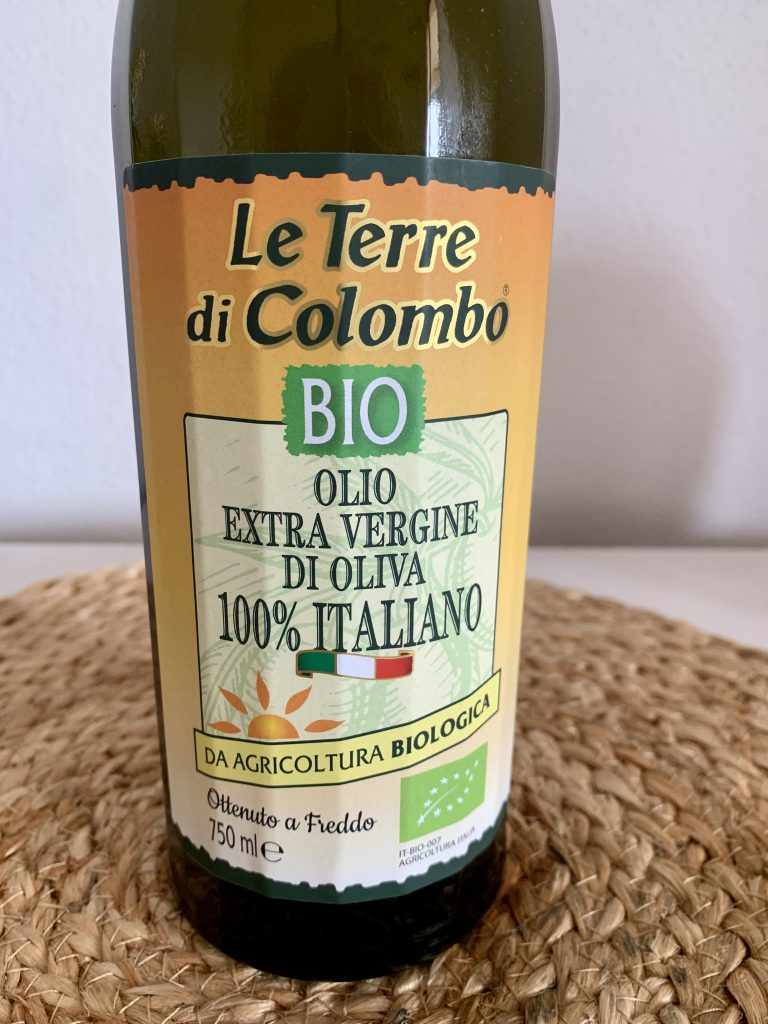 Le Terre
di Colombo®
BIO
OLIO
EXTRA VERGINE
DI OLIVA
100% ITALIANO
DA AGRICOLTURA BIOLOGICA
Ottenuto a Freddo
750 ml ℮
IT-BIO-007
AGRICOLTURA ITALIA